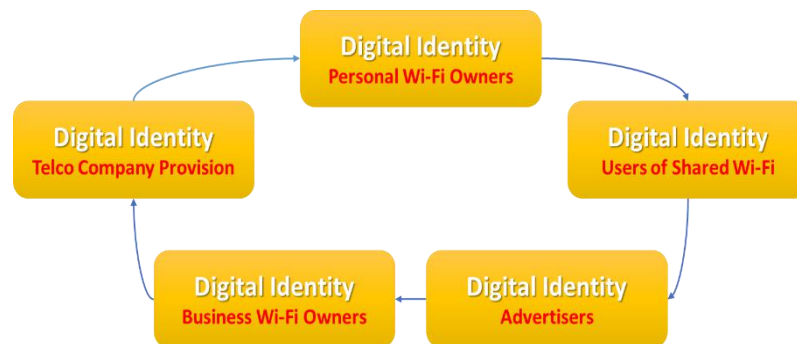 Digital Identity
Personal Wi-Fi Owners
Digital Identity
Telco Company Provision
Digital Identity
Users of Shared Wi-Fi
Digital Identity
Business Wi-Fi Owners
Digital Identity
Advertisers